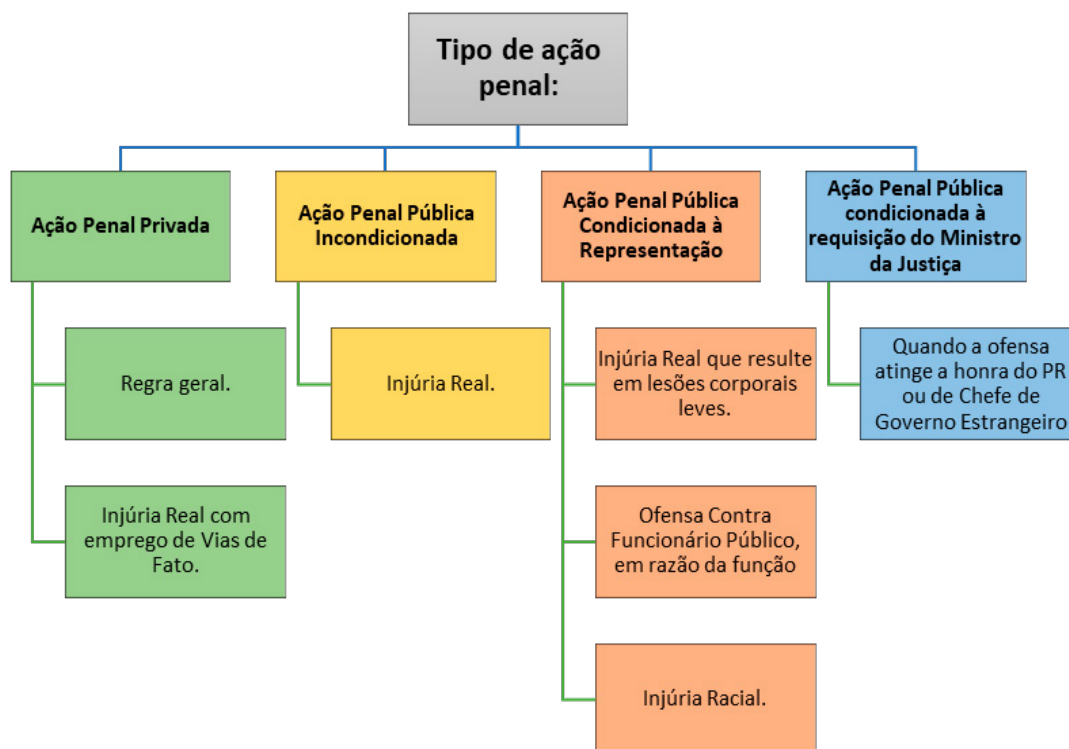 Tipo de ação
penal:
Ação Penal Privada
Regra geral.
Injúria Real com
emprego de Vias de
Fato.
Ação Penal Pública
Incondicionada
Injúria Real.
Ação Penal Pública
Condicionada à
Representação
Injúria Real que resulte
em lesões corporais
leves.
Ofensa Contra
Funcionário Público,
em razão da função
Injúria Racial.
Ação Penal Pública
condicionada à
requisição do Ministro
da Justiça
Quando a ofensa
atinge a honra do PR
ou de Chefe de
Governo Estrangeiro